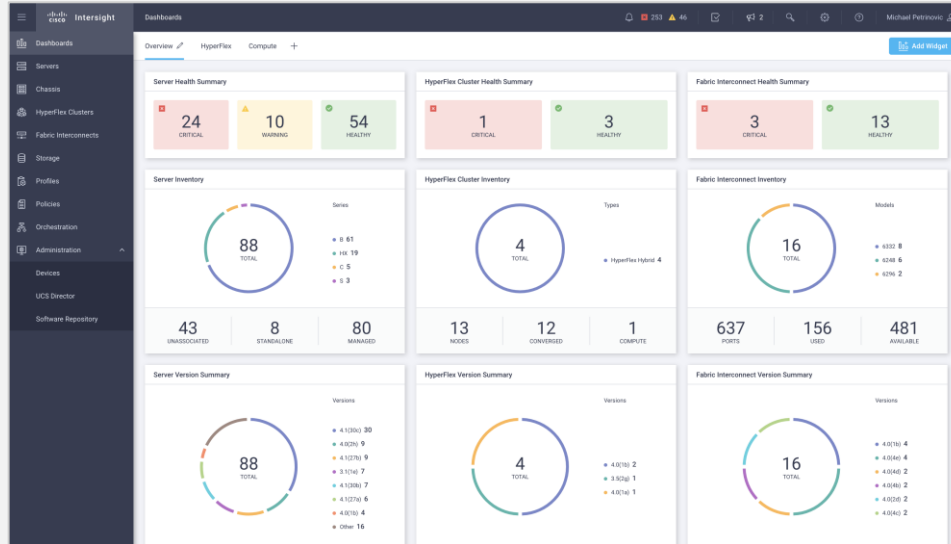 cisco Intersight
Dashboards
253 46
2
Michael Petrinovic
Dashboards
Servers
Chassis
HyperFlex Clusters
Fabric Interconnects
Storage
Profiles
Policies
Orchestration
Administration
Devices
UCS Director
Software Repository
Overview HyperFlex Compute +
Add Widget
Server Health Summary
24 10 54
CRITICAL WARNING HEALTHY
HyperFlex Cluster Health Summary
1 3
CRITICAL HEALTHY
Fabric Interconnect Health Summary
3 13
CRITICAL HEALTHY
Server Inventory
Series
88
TOTAL
B 61
HX 19
C 5
S 3
43 8 80
UNASSOCIATED STANDALONE MANAGED
HyperFlex Cluster Inventory
Types
4
TOTAL
HyperFlex Hybrid 4
13 12 1
NODES CONVERGED COMPUTE
Fabric Interconnect Inventory
Models
16
TOTAL
6332 8
6248 6
6296 2
637 156 481
PORTS USED AVAILABLE
Server Version Summary
Versions
88
TOTAL
4.1(30c) 30
4.0(2h) 9
4.1(27b) 9
3.1(1e) 7
4.1(30b) 7
4.1(27a) 6
4.0(1b) 4
Other 16
HyperFlex Version Summary
Versions
4
TOTAL
4.0(1b) 2
3.5(2g) 1
4.0(1a) 1
Fabric Interconnect Version Summary
Versions
16
TOTAL
4.0(1b) 4
4.0(4e) 4
4.0(4d) 2
4.0(4b) 2
4.0(2d) 2
4.0(4c) 2